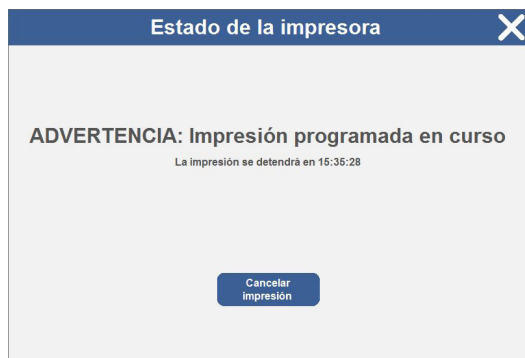 Estado de la impresora
ADVERTENCIA: Impresión programada en curso
La impresión se detendrá en 15:35:28
Cancelar
impresión